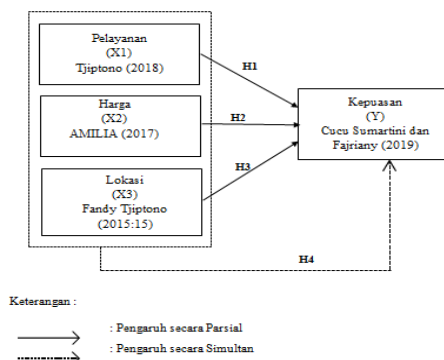 Pelayanan
(X1)
Tjiptono (2018)
H1
Harga
(X2)
AMILIA (2017)
H2
Kepuasan
(Y)
Cucu Sumartini dan
Fajriany (2019)
Lokasi
(X3)
Fandy Tjiptono
(2015:15)
H3
H4
Keterangan :
: Pengaruh secara Parsial
: Pengaruh secara Simultan